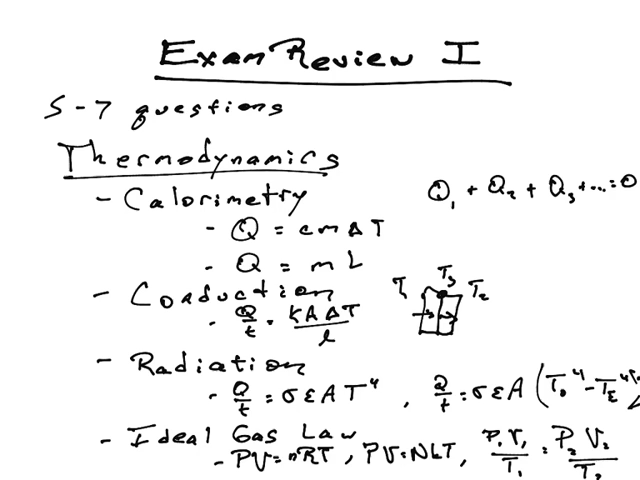 Exam Review I
5-7 questions
Thermodynamics
- Calorimetry
Q₁ + Q₂ + Q₃ + ... = 0
- Q = cmΔT
- Q = mL
- Conduction
- Q/t = kAΔT/l
T₁ T₃ T₂
- Radiation
- Q/t = σεAT⁴, Q/t = σεA(T₀⁴ - T_E⁴
- Ideal Gas Law
- PV = nRT, PV = NkT, P₁V₁/T₁ = P₂V₂/T₂